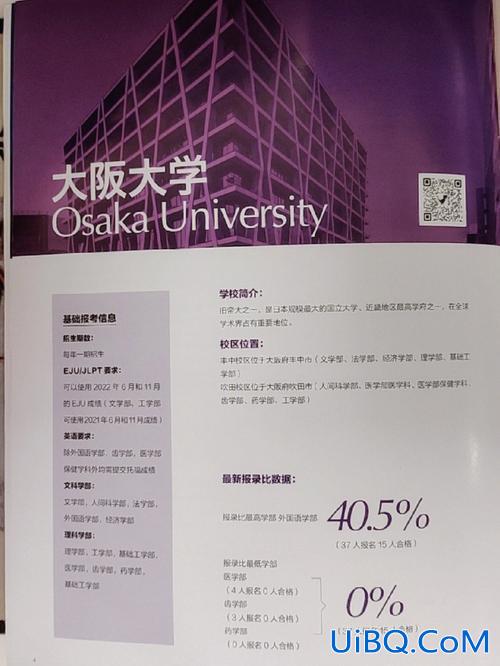 大阪大学
Osaka University
基础报考信息
招生期数：
每年一期招生
EJU/JLPT 要求：
可以使用 2022 年 6 月和 11 月
的 EJU 成绩（文学部、工学部
可使用2021年6月和11月成绩）
英语要求：
除外国语学部、齿学部、医学部
保健学科外均需提交托福成绩
文科学部：
文学部，人间科学部，法学部，
外国语学部，经济学部
理科学部：
理学部，工学部，基础工学部，
医学部，齿学部，药学部，
基础工学部
学校简介：
旧帝大之一，是日本规模最大的国立大学、近畿地区最高学府之一，在全球
学术界占有重要地位。
校区位置：
丰中校区位于大阪府丰中市（文学部、法学部、经济学部、理学部、基础工
学部）
吹田校区位于大阪府吹田市（人间科学部、医学部医学科、医学部保健学科、
齿学部、药学部、工学部）
最新报录比数据：
报录比最高学部 外国语学部 40.5%
（37 人报名 15 人合格）
报录比最低学部
医学部
（4 人报名 0 人合格）
齿学部
（3 人报名 0 人合格）
药学部
（0 人报名 0 人合格）
0%
4
UiBQ.CoM